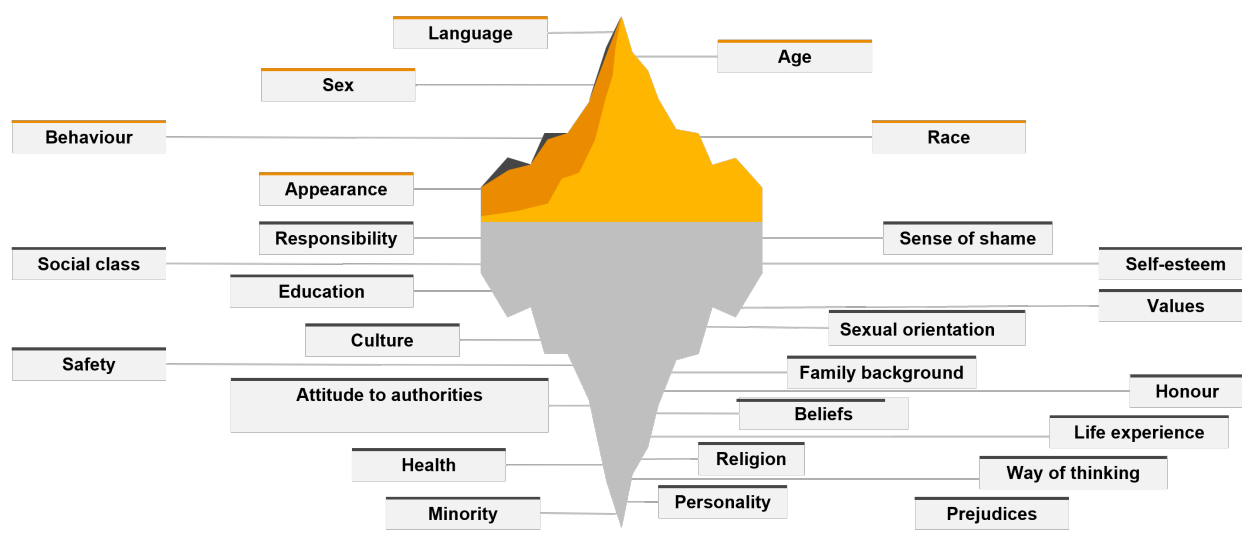 Language
Age
Sex
Behaviour
Race
Appearance
Responsibility
Sense of shame
Social class
Self-esteem
Education
Values
Sexual orientation
Culture
Safety
Family background
Attitude to authorities
Honour
Beliefs
Life experience
Health
Religion
Way of thinking
Personality
Minority
Prejudices